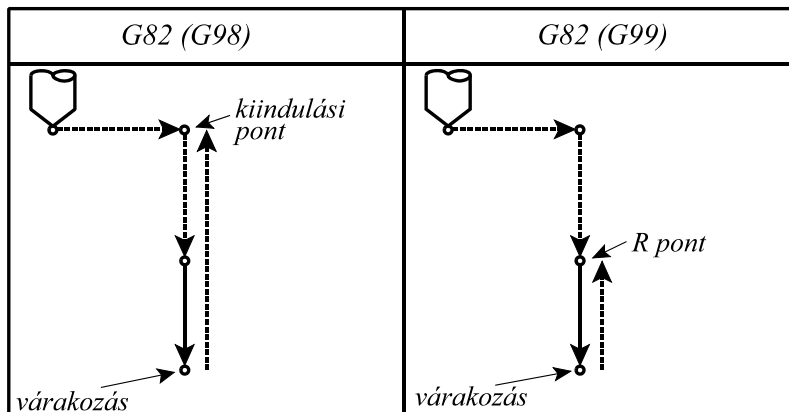 G82 (G98)
G82 (G99)
kiindulási
pont
R pont
várakozás
várakozás